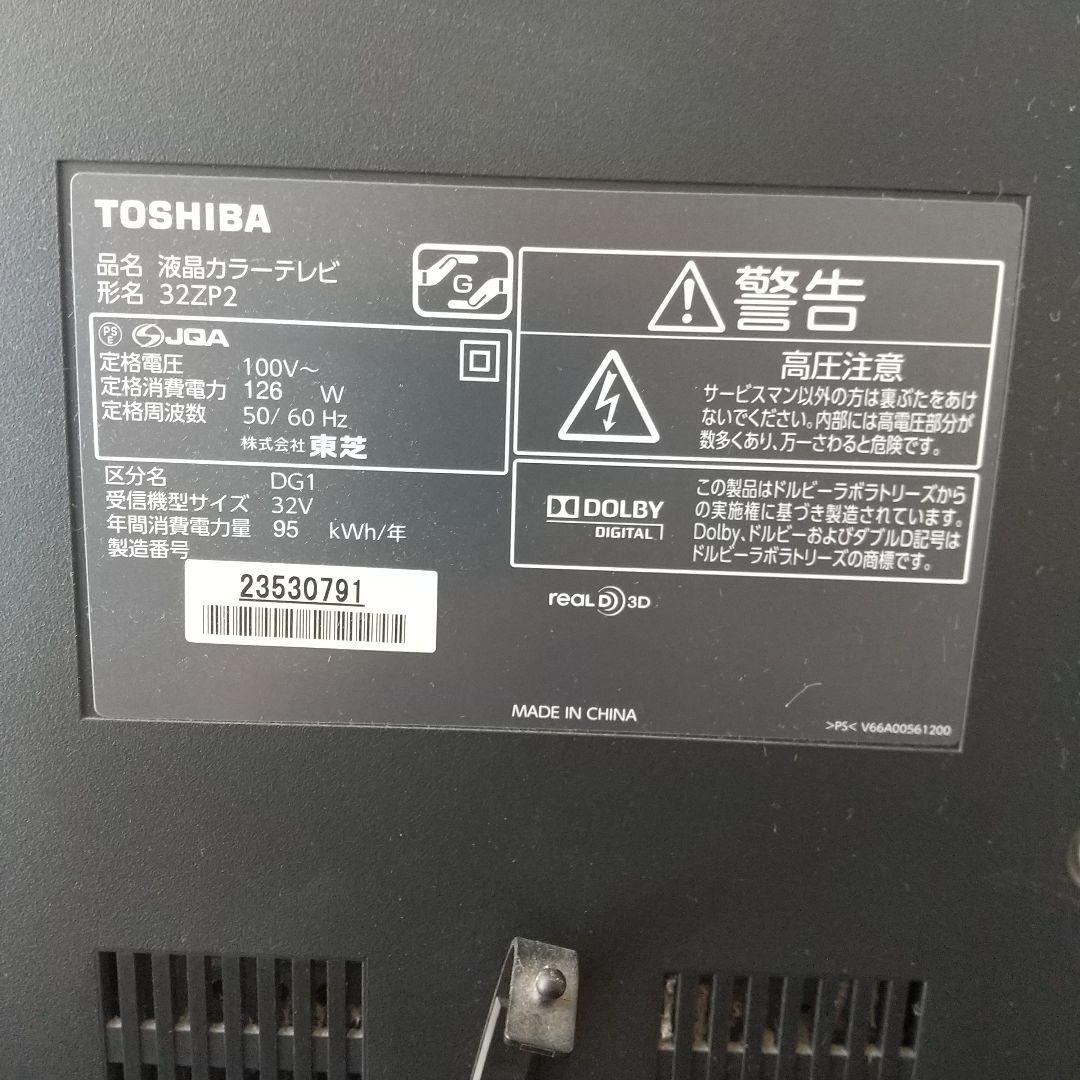 TOSHIBA
品名 液晶カラーテレビ
形名 32ZP2
G
PS
E
JQA
定格電圧 100V～
定格消費電力 126 W
定格周波数 50/60 Hz
株式会社 東芝
区分名 DG1
受信機型サイズ 32V
年間消費電力量 95 kWh/年
製造番号
23530791
警告
高圧注意
サービスマン以外の方は裏ぶたをあけ
ないでください。内部には高電圧部分が
数多くあり、万一さわると危険です。
DOLBY
DIGITAL
この製品はドルビーラボラトリーズから
の実施権に基づき製造されています。
Dolby、ドルビーおよびダブルD記号は
ドルビーラボラトリーズの商標です。
REAL D 3D
MADE IN CHINA
>PS< V66A00561200